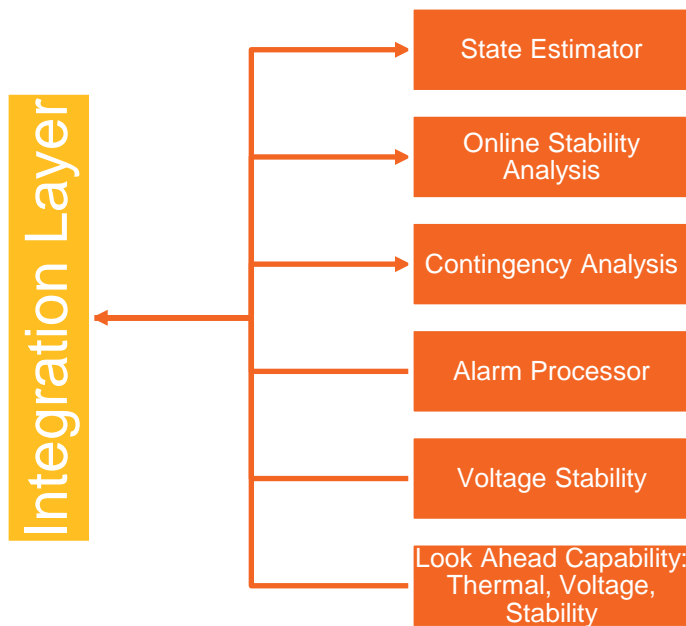 Integration Layer
State Estimator
Online Stability
Analysis
Contingency Analysis
Alarm Processor
Voltage Stability
Look Ahead Capability:
Thermal, Voltage,
Stability